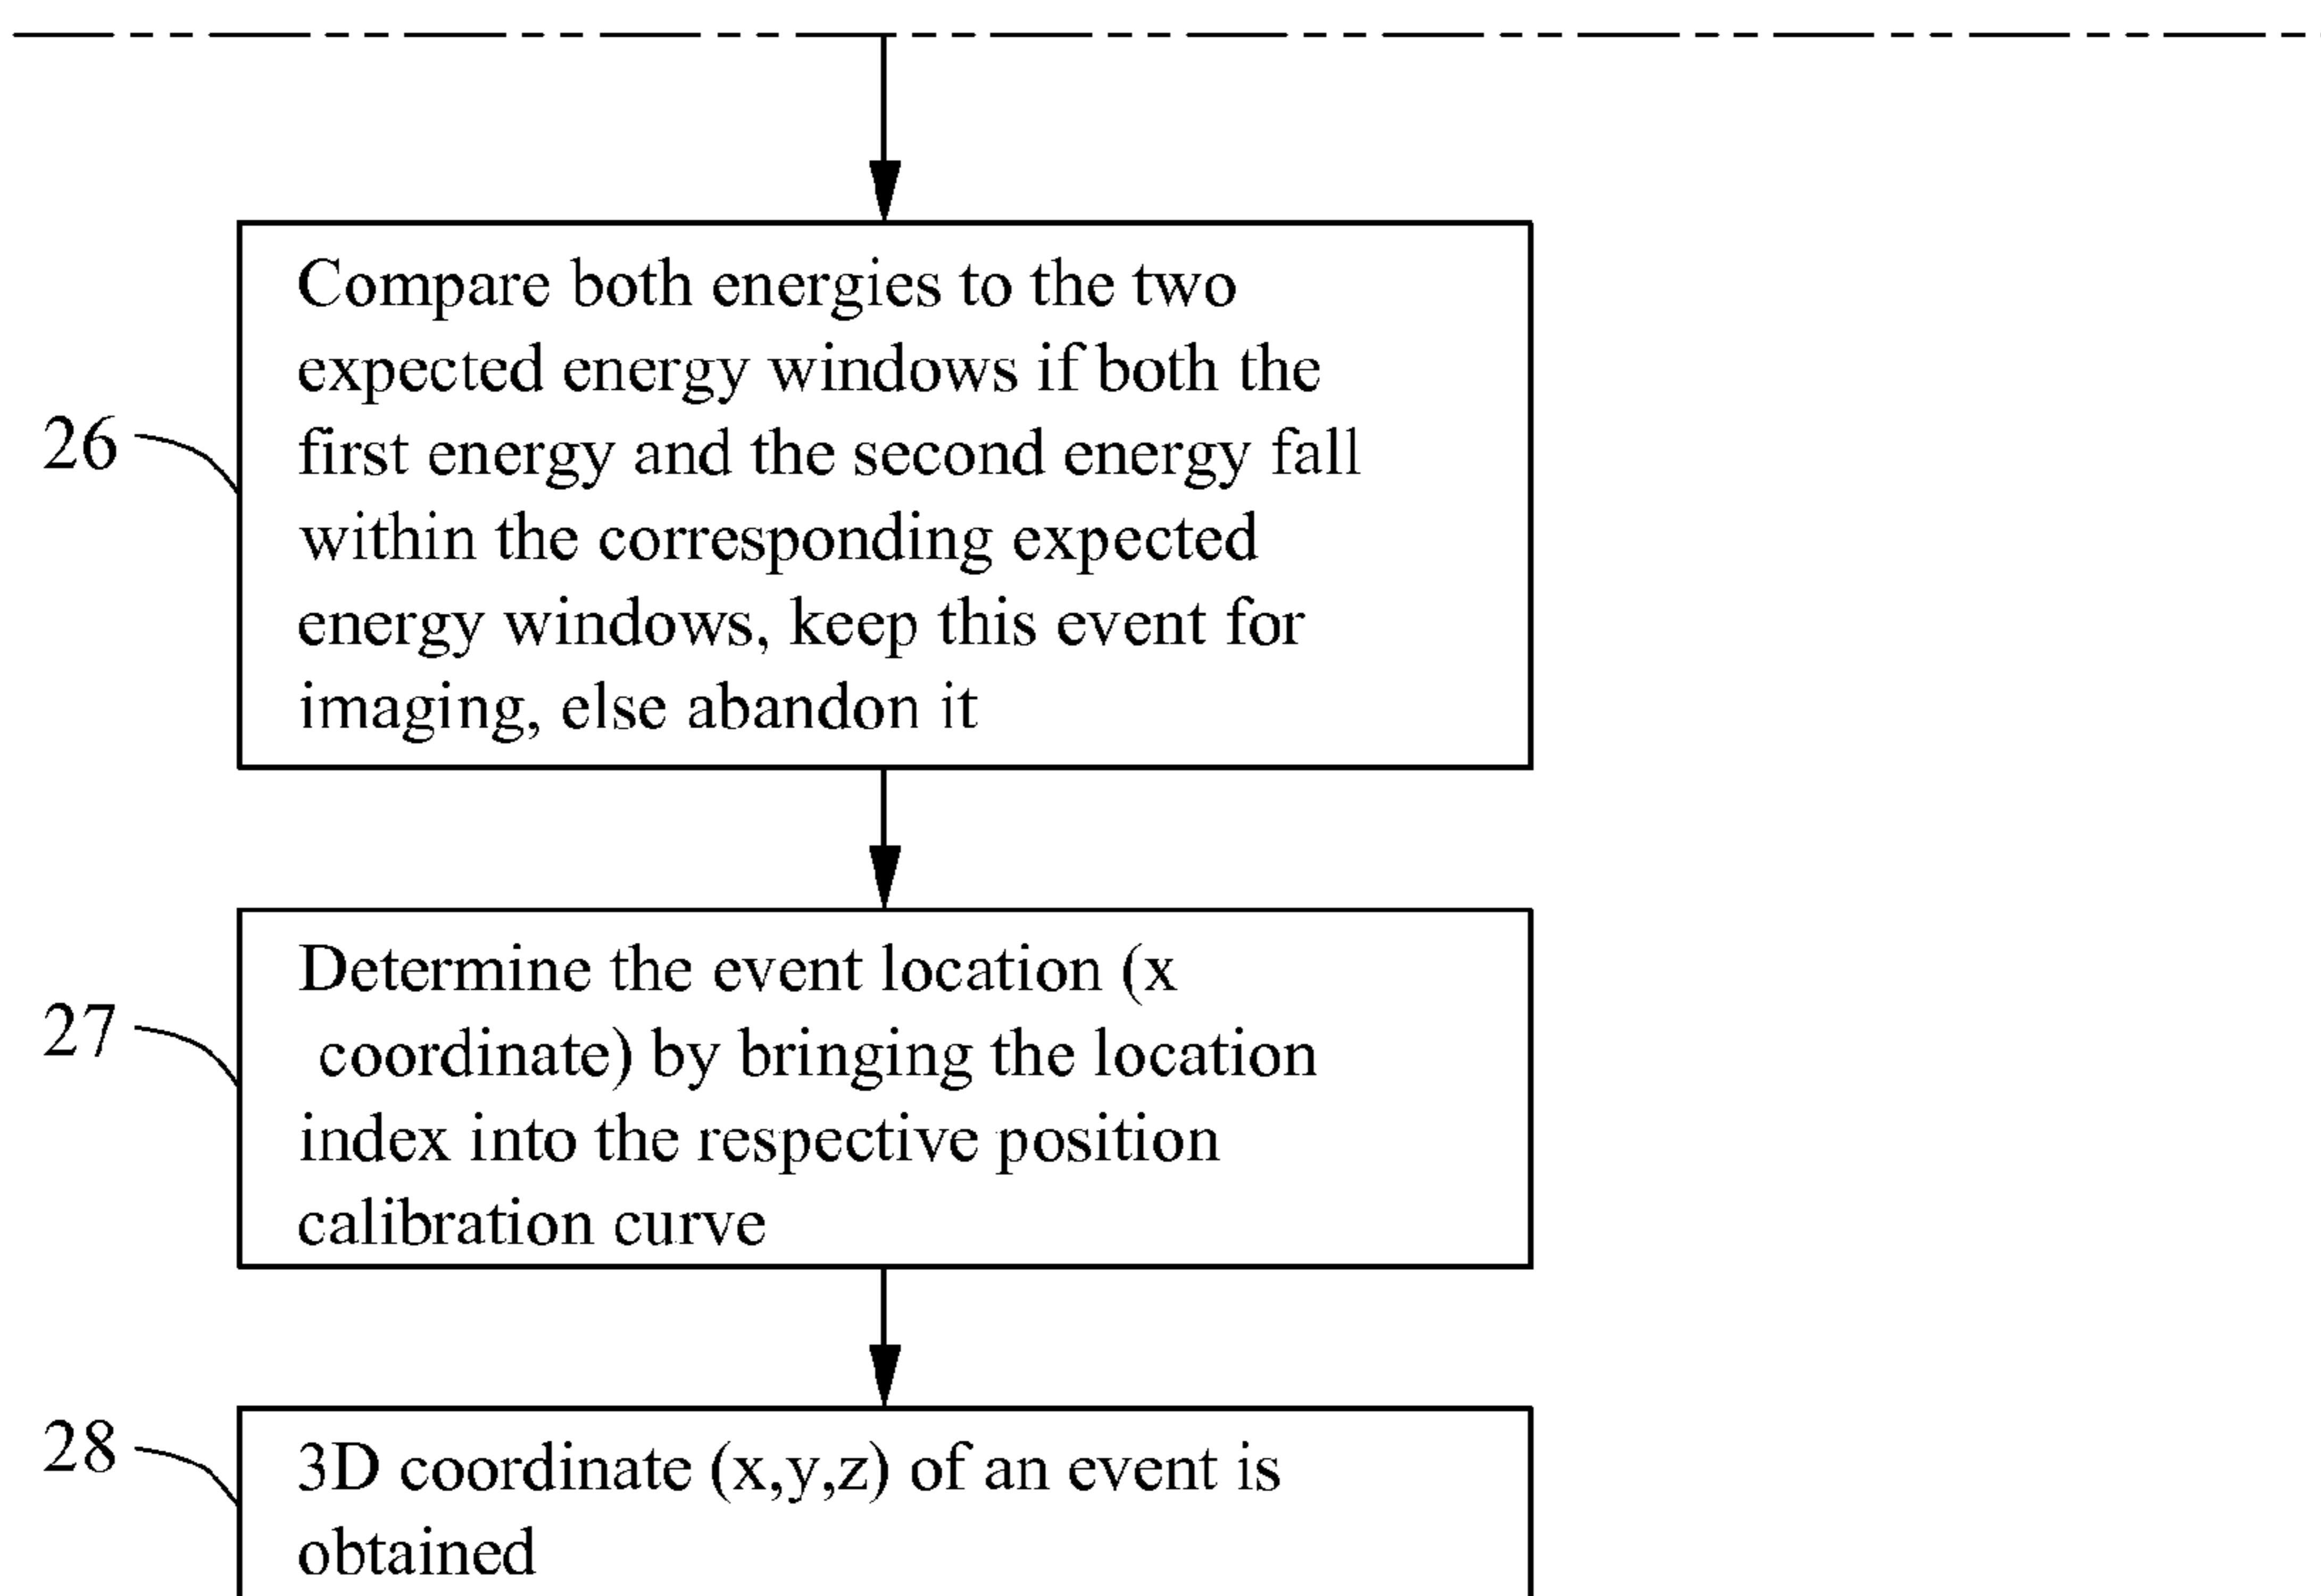 Compare both energies to the two
expected energy windows if both the
first energy and the second energy fall
26
within the corresponding expected
energy windows, keep this event for
imaging, else abandon it
Determine the event location (x
27
coordinate) by bringing the location
index into the respective position
calibration curve
28
3D coordinate (x,y,z) of an event is
obtained